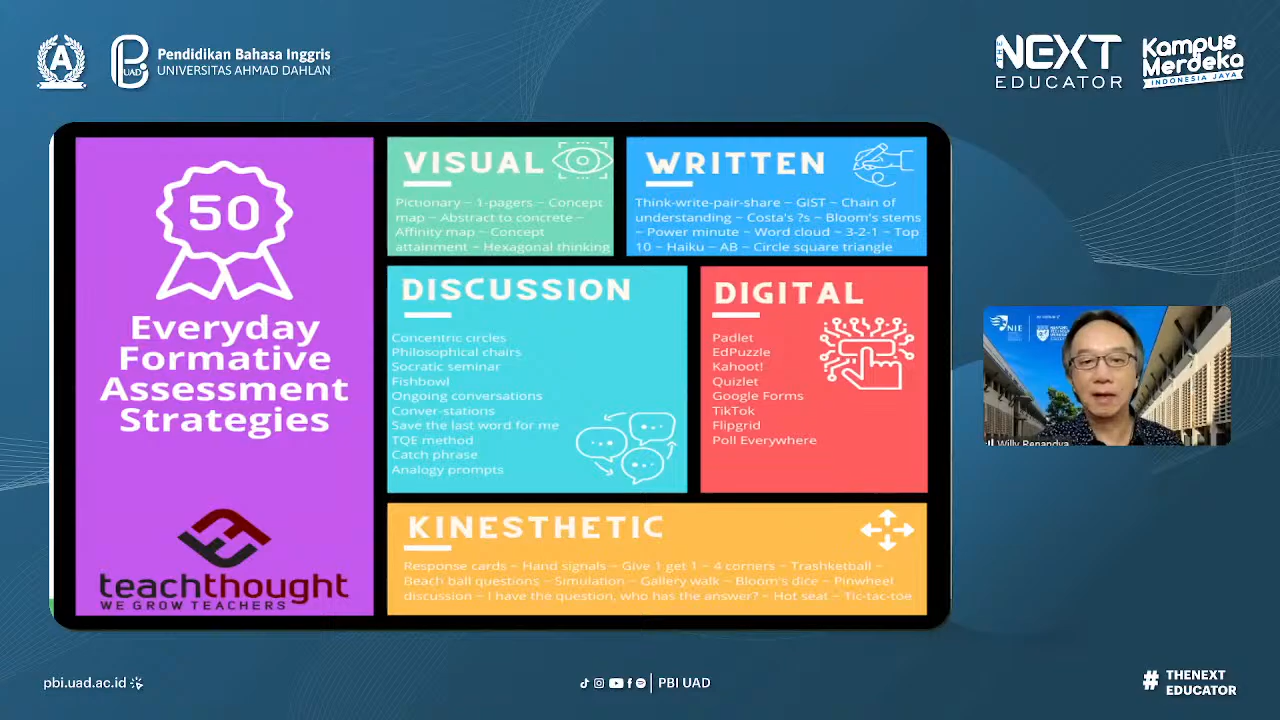 A
UAD
Pendidikan Bahasa Inggris
UNIVERSITAS AHMAD DAHLAN
THE NEXT
EDUCATOR
Kampus
Merdeka
INDONESIA JAYA
50
Everyday
Formative
Assessment
Strategies
teachthought
WE GROW TEACHERS
VISUAL
Pictionary ~ 1-pagers ~ Concept
map ~ Abstract to concrete ~
Affinity map ~ Concept
attainment ~ Hexagonal thinking
WRITTEN
Think-write-pair-share ~ GIST ~ Chain of
understanding ~ Costa's ?s ~ Bloom's stems
~ Power minute ~ Word cloud ~ 3-2-1 ~ Top
10 ~ Haiku ~ AB ~ Circle square triangle
DISCUSSION
Concentric circles
Philosophical chairs
Socratic seminar
Fishbowl
Ongoing conversations
Conver-stations
Save the last word for me
TQE method
Catch phrase
Analogy prompts
DIGITAL
Padlet
EdPuzzle
Kahoot!
Quizlet
Google Forms
TikTok
Flipgrid
Poll Everywhere
KINESTHETIC
Response cards ~ Hand signals ~ Give 1 get 1 ~ 4 corners ~ Trashketball ~
Beach ball questions ~ Simulation ~ Gallery walk ~ Bloom's dice ~ Pinwheel
discussion ~ I have the question, who has the answer? ~ Hot seat ~ Tic-tac-toe
NIE
Willy Renandya
pbi.uad.ac.id
PBI UAD
# THENEXT
EDUCATOR